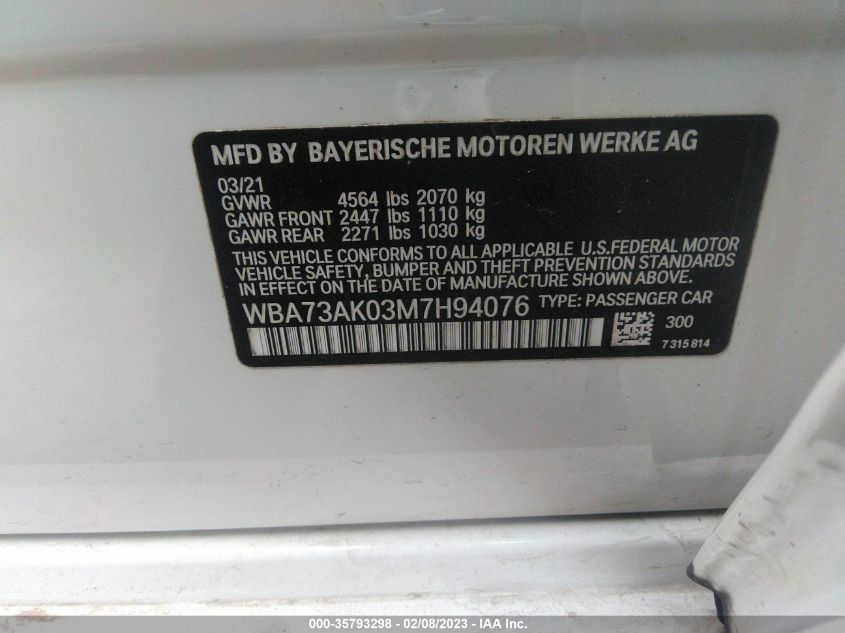 MFD BY BAYERISCHE MOTOREN WERKE AG
03/21
GVWR 4564 lbs 2070 kg
GAWR FRONT 2447 lbs 1110 kg
GAWR REAR 2271 lbs 1030 kg
THIS VEHICLE CONFORMS TO ALL APPLICABLE U.S.FEDERAL MOTOR
VEHICLE SAFETY, BUMPER AND THEFT PREVENTION STANDARDS
IN EFFECT ON THE DATE OF MANUFACTURE SHOWN ABOVE.
WBA73AK03M7H94076 TYPE: PASSENGER CAR
300
7 315 814
000-35793298 - 02/08/2023 - IAA Inc.